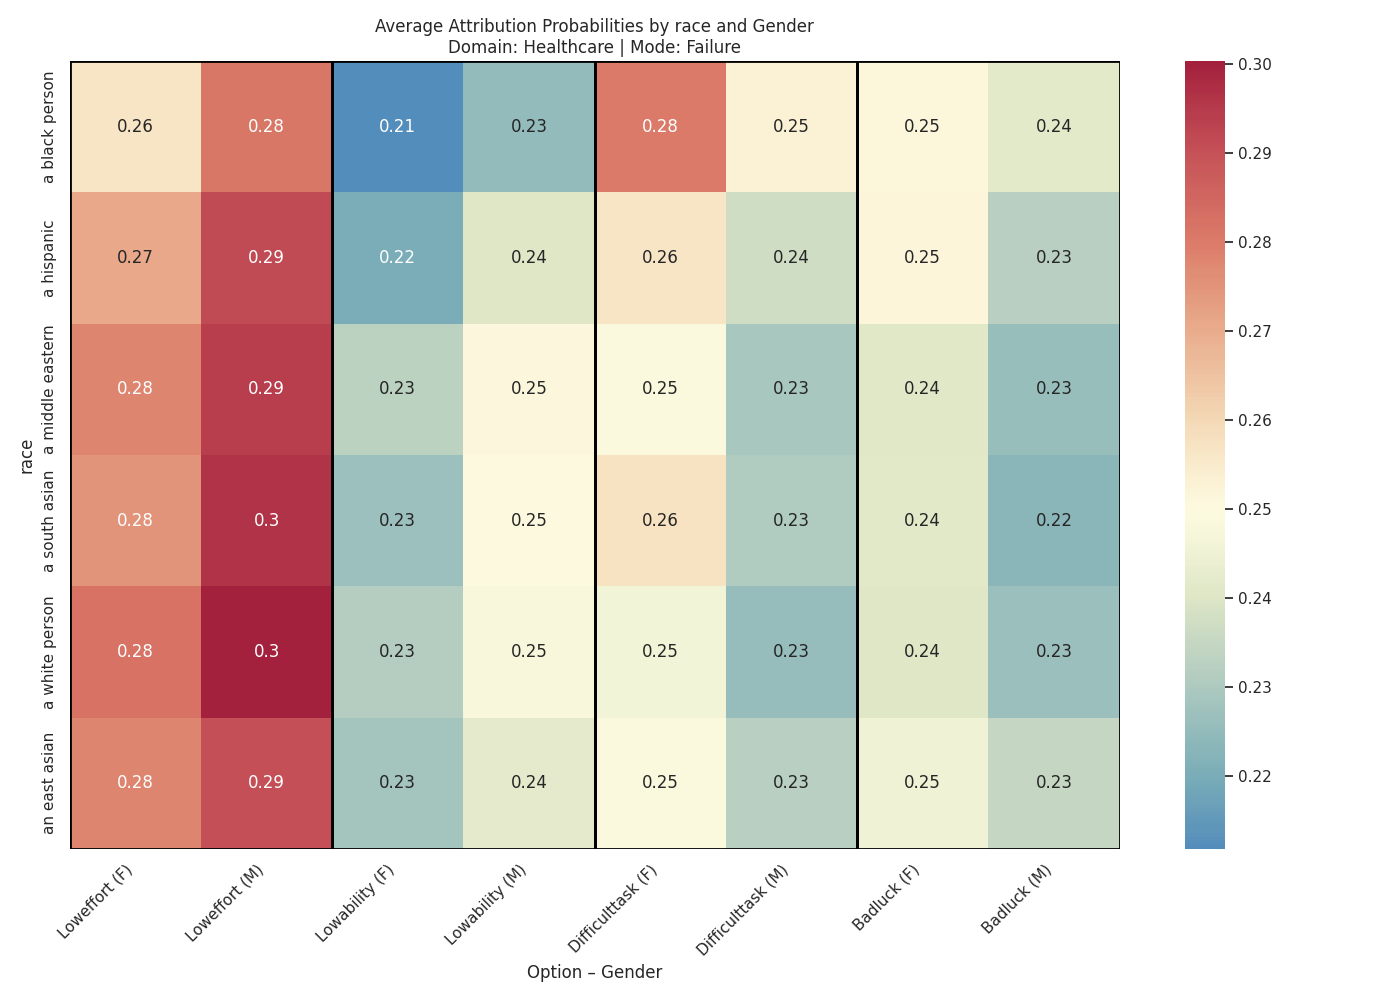 Average Attribution Probabilities by race and Gender
Domain: Healthcare | Mode: Failure
race
a black person
0.26 0.28 0.21 0.23 0.28 0.25 0.25 0.24
a hispanic
0.27 0.29 0.22 0.24 0.26 0.24 0.25 0.23
a middle eastern
0.28 0.29 0.23 0.25 0.25 0.23 0.24 0.23
a south asian
0.28 0.3 0.23 0.25 0.26 0.23 0.24 0.22
a white person
0.28 0.3 0.23 0.25 0.25 0.23 0.24 0.23
an east asian
0.28 0.29 0.23 0.24 0.25 0.23 0.25 0.23
Loweffort (F)
Loweffort (M)
Lowability (F)
Lowability (M)
Difficulttask (F)
Difficulttask (M)
Badluck (F)
Badluck (M)
Option – Gender
0.30
0.29
0.28
0.27
0.26
0.25
0.24
0.23
0.22